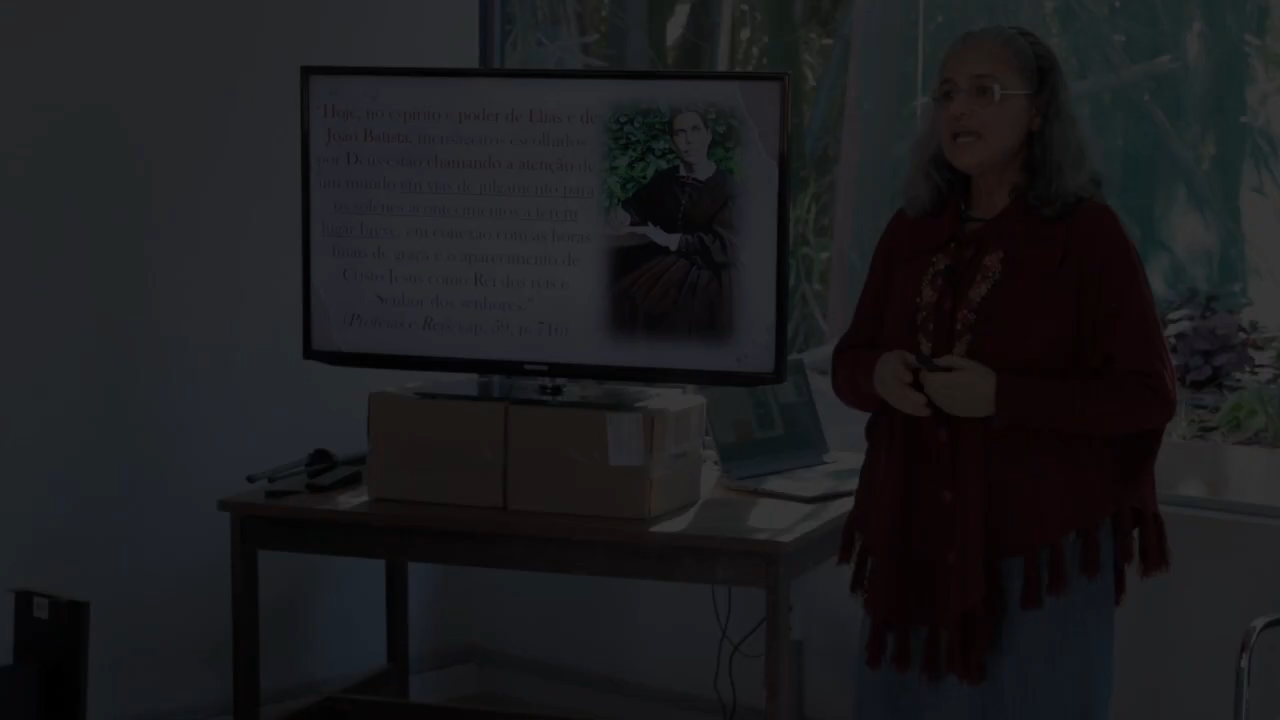 "Hoje, no espírito e poder de Elias e de
João Batista, mensageiros escolhidos
por Deus estão chamando a atenção de
um mundo em vias de julgamento para
os solenes acontecimentos a terem
lugar breve, em conexão com as horas
finais de graça e o aparecimento de
Cristo Jesus como Rei dos reis e
Senhor dos senhores."
(Profetas e Reis, cap. 59, p. 716)